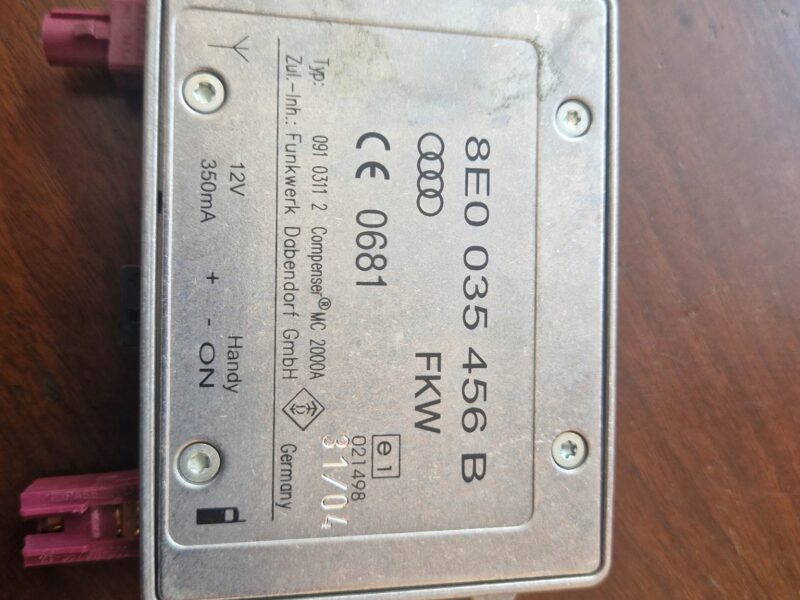 8E0 035 456 B
FKW
CE 0681
e 1
021498
31/04
Typ: 091 0311 2 Compenser® MC 2000A
Zul.-Inh.: Funkwerk Dabendorf GmbH Germany
12V
350mA
+ -
Handy
ON